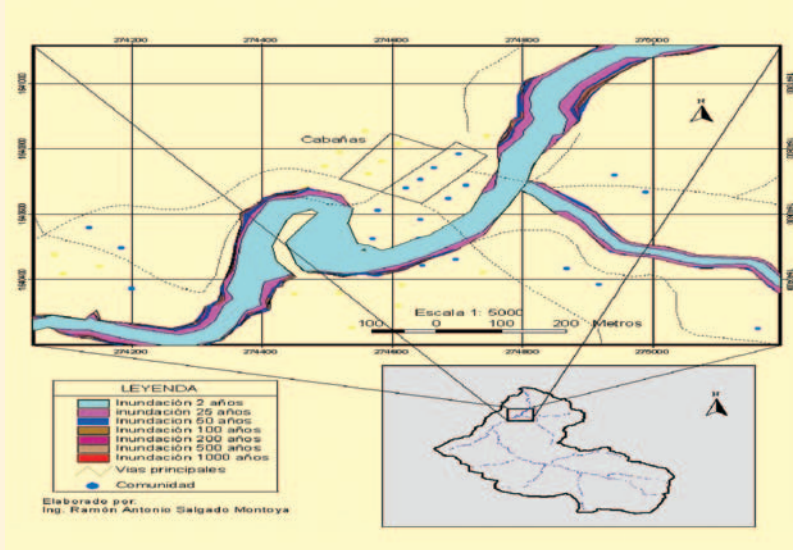 274200 274400 274600 274800 275000
Cabañas
N
Escala 1: 5000
100 0 100 200 Metros
274200 274400 274600 274800 275000
LEYENDA
Inundación 2 años
Inundación 25 años
Inundación 50 años
Inundación 100 años
Inundación 200 años
Inundación 500 años
Inundación 1000 años
Vias principales
Comunidad
N
Elaborado por:
Ing. Ramón Antonio Salgado Montoya